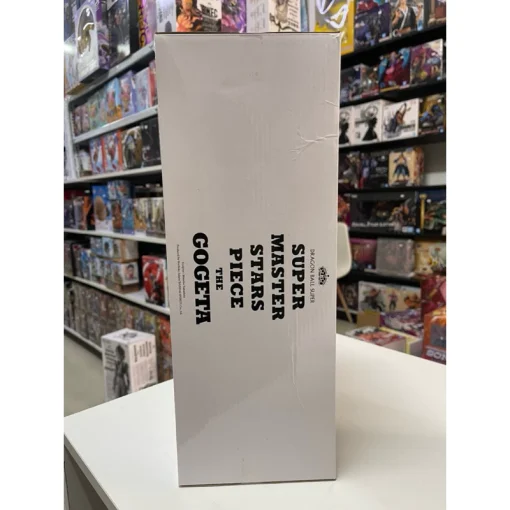 DRAGON BALL SUPER
SUPER
MASTER
STARS
PIECE
THE
GOGETA